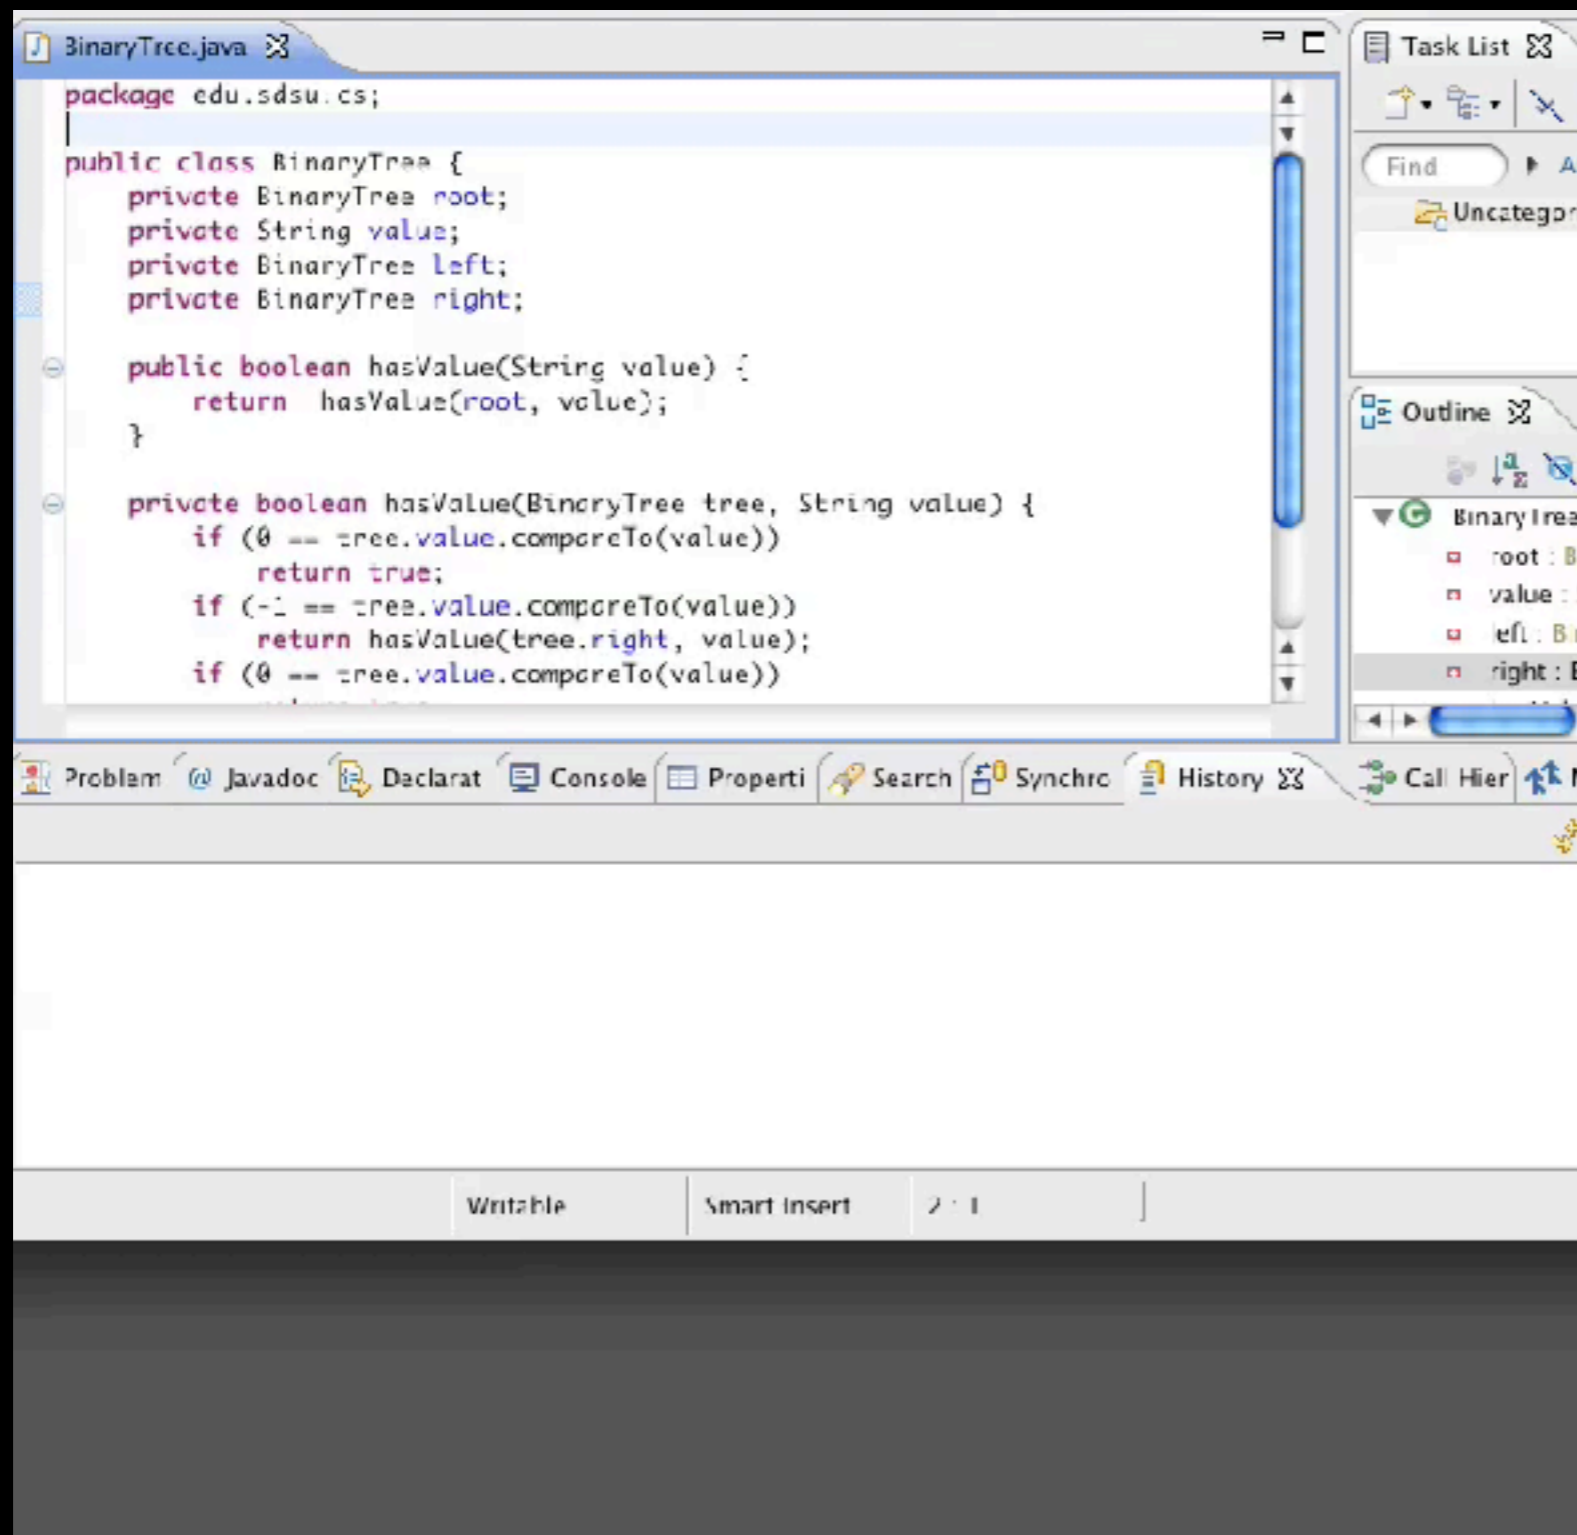 BinaryTree.java
package edu.sdsu.cs;
public class BinaryTree {
private BinaryTree root;
private String value;
private BinaryTree left;
private BinaryTree right;
public boolean hasValue(String value) {
return  hasValue(root, value);
}
private boolean hasValue(BinaryTree tree, String value) {
if (0 == tree.value.compareTo(value))
return true;
if (-1 == tree.value.compareTo(value))
return hasValue(tree.right, value);
if (0 == tree.value.compareTo(value))
Task List
Find A
Uncategor
Outline
BinaryTree
root : B
value :
left : Bi
right : B
Problem Javadoc Declarat Console Properti Search Synchro History Call Hier
Writable Smart Insert 2 : 1